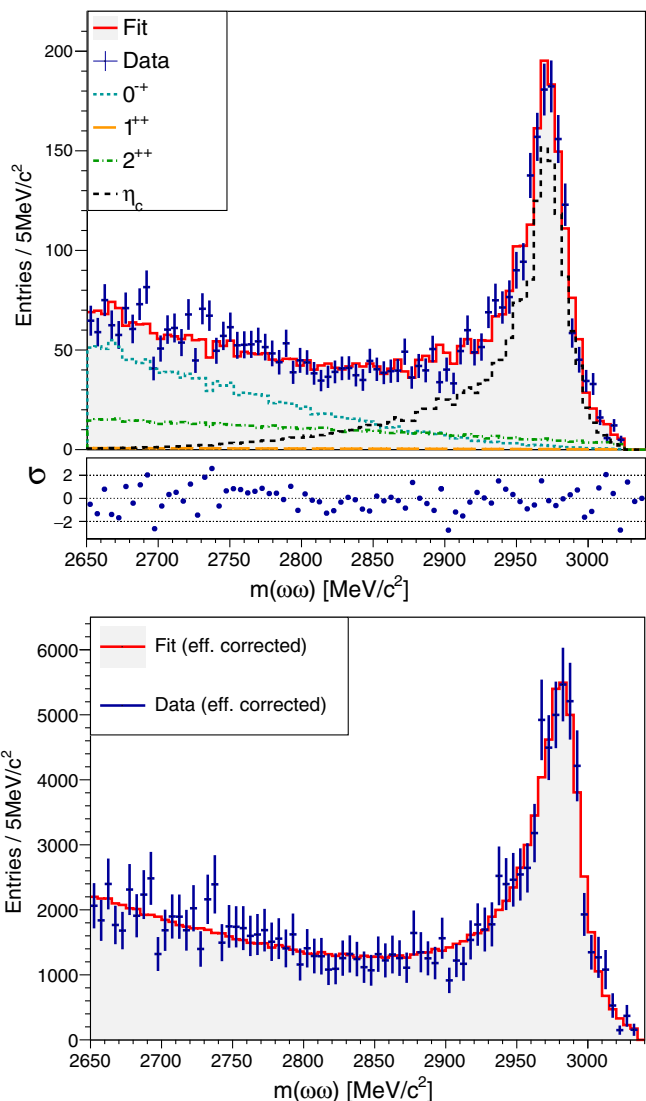 Fit
Data
0⁻⁺
1⁺⁺
2⁺⁺
η_c
Entries / 5MeV/c²
200
150
100
50
0
σ
2
0
−2
2650 2700 2750 2800 2850 2900 2950 3000
m(ωω) [MeV/c²]
Fit (eff. corrected)
Data (eff. corrected)
Entries / 5MeV/c²
6000
5000
4000
3000
2000
1000
0
2650 2700 2750 2800 2850 2900 2950 3000
m(ωω) [MeV/c²]